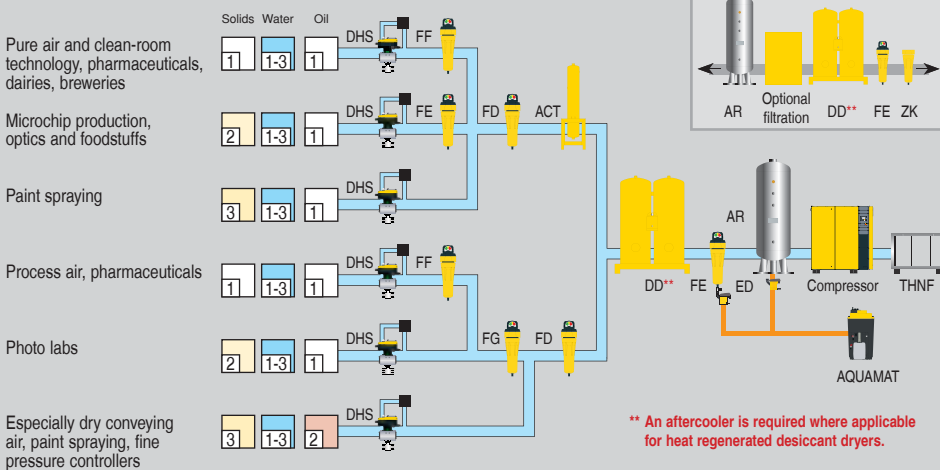 Solids Water Oil
Pure air and clean-room
technology, pharmaceuticals,
dairies, breweries
1 1-3 1 DHS FF
Microchip production,
optics and foodstuffs
2 1-3 1 DHS FE FD ACT
Paint spraying
3 1-3 1 DHS
Process air, pharmaceuticals
1 1-3 1 DHS FF
Photo labs
2 1-3 1 DHS FG FD
Especially dry conveying
air, paint spraying, fine
pressure controllers
3 1-3 2 DHS
AR Optional
filtration DD** FE ZK
AR
DD** FE ED Compressor THNF
AQUAMAT
** An aftercooler is required where applicable
for heat regenerated desiccant dryers.